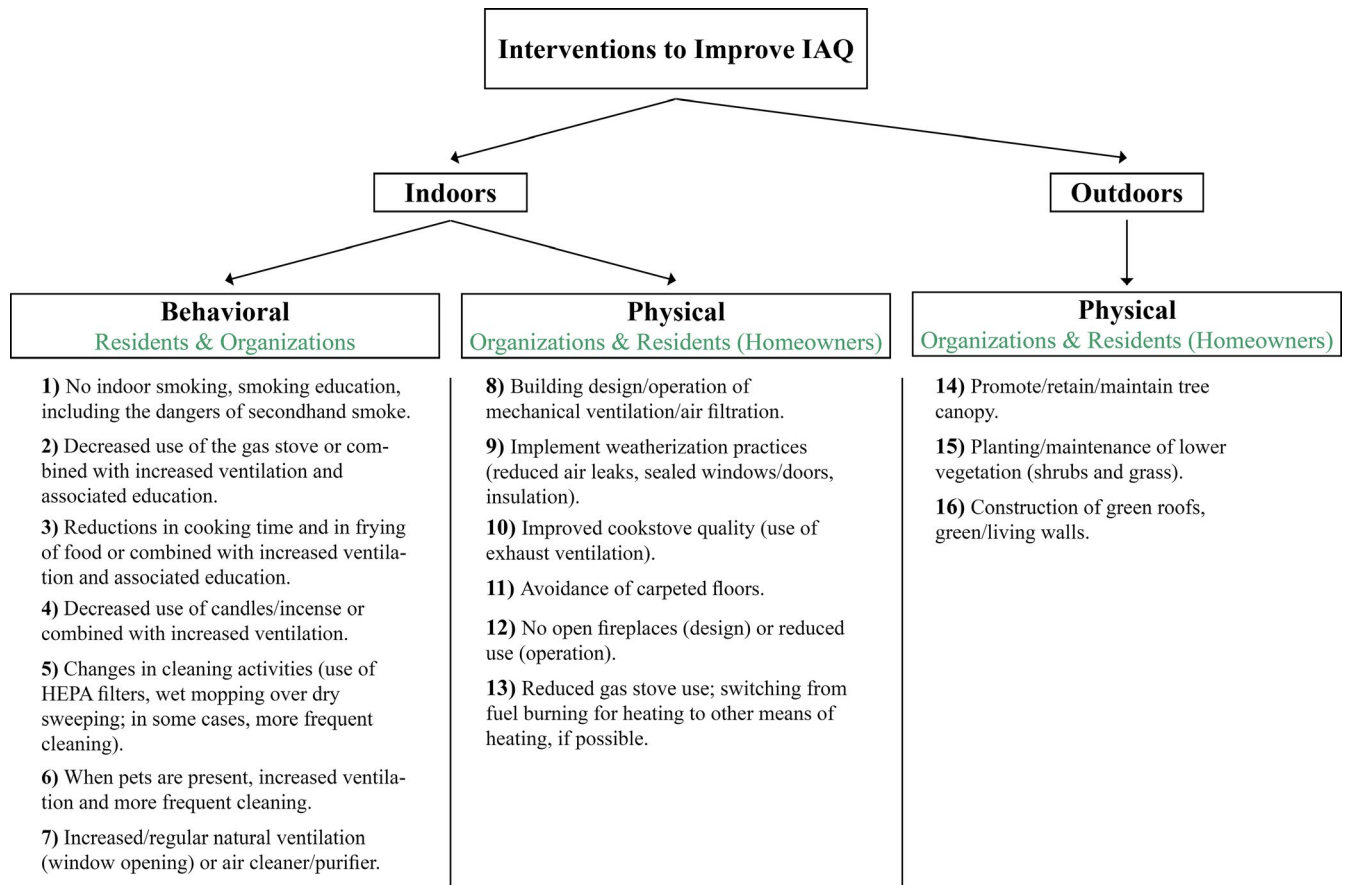 Interventions to Improve IAQ
Indoors
Outdoors
Behavioral
Residents & Organizations
Physical
Organizations & Residents (Homeowners)
Physical
Organizations & Residents (Homeowners)
1) No indoor smoking, smoking education,
including the dangers of secondhand smoke.
2) Decreased use of the gas stove or com-
bined with increased ventilation and
associated education.
3) Reductions in cooking time and in frying
of food or combined with increased ventila-
tion and associated education.
4) Decreased use of candles/incense or
combined with increased ventilation.
5) Changes in cleaning activities (use of
HEPA filters, wet mopping over dry
sweeping; in some cases, more frequent
cleaning).
6) When pets are present, increased ventila-
tion and more frequent cleaning.
7) Increased/regular natural ventilation
(window opening) or air cleaner/purifier.
8) Building design/operation of
mechanical ventilation/air filtration.
9) Implement weatherization practices
(reduced air leaks, sealed windows/doors,
insulation).
10) Improved cookstove quality (use of
exhaust ventilation).
11) Avoidance of carpeted floors.
12) No open fireplaces (design) or reduced
use (operation).
13) Reduced gas stove use; switching from
fuel burning for heating to other means of
heating, if possible.
14) Promote/retain/maintain tree
canopy.
15) Planting/maintenance of lower
vegetation (shrubs and grass).
16) Construction of green roofs,
green/living walls.